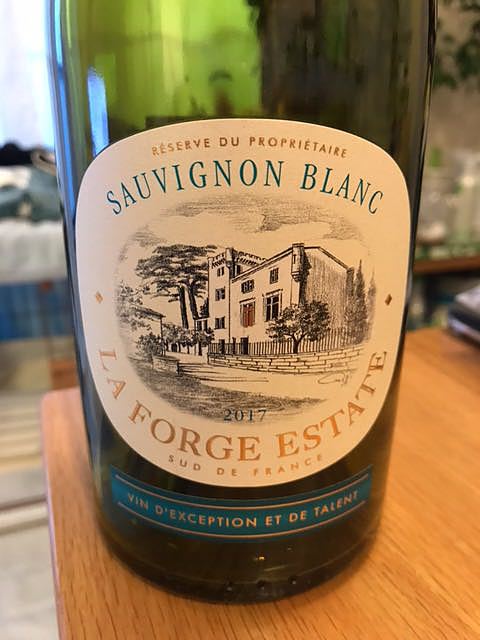 RÉSERVE DU PROPRIÉTAIRE
SAUVIGNON BLANC
2017
LA FORGE ESTATE
SUD DE FRANCE
VIN D'EXCEPTION ET DE TALENT